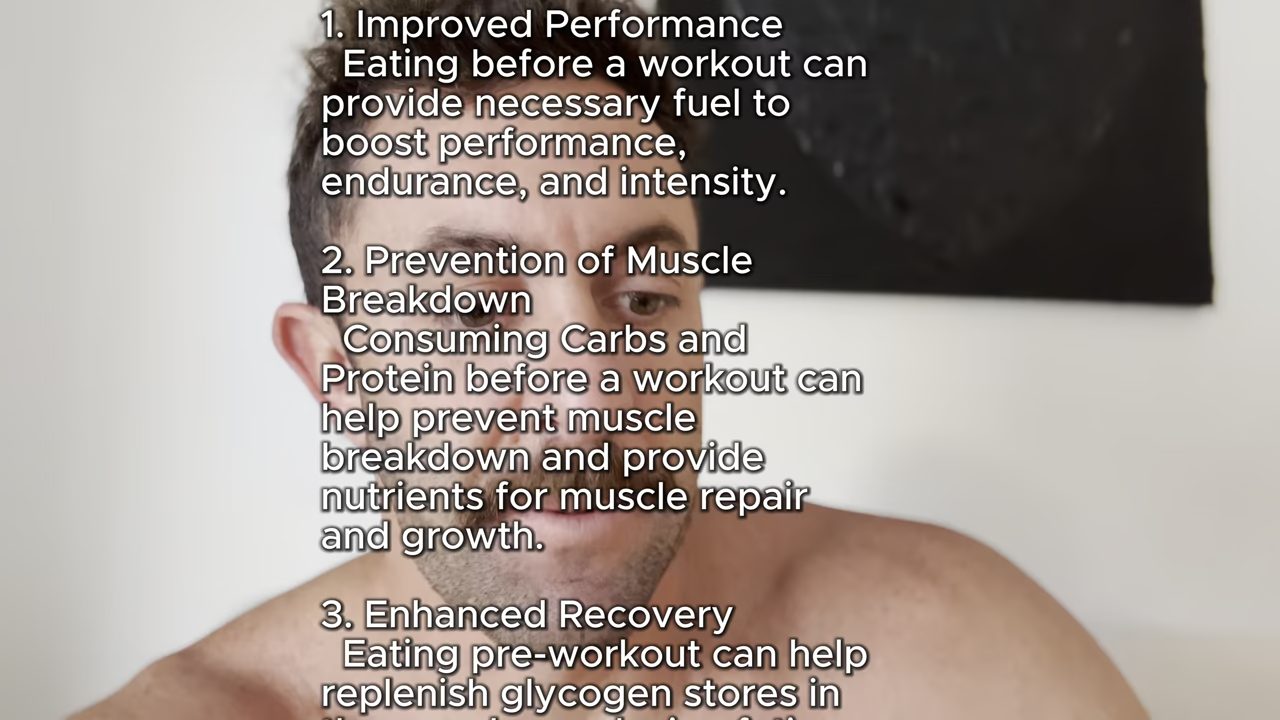 1. Improved Performance
Eating before a workout can
provide necessary fuel to
boost performance,
endurance, and intensity.
2. Prevention of Muscle
Breakdown
Consuming Carbs and
Protein before a workout can
help prevent muscle
breakdown and provide
nutrients for muscle repair
and growth.
3. Enhanced Recovery
Eating pre-workout can help
replenish glycogen stores in